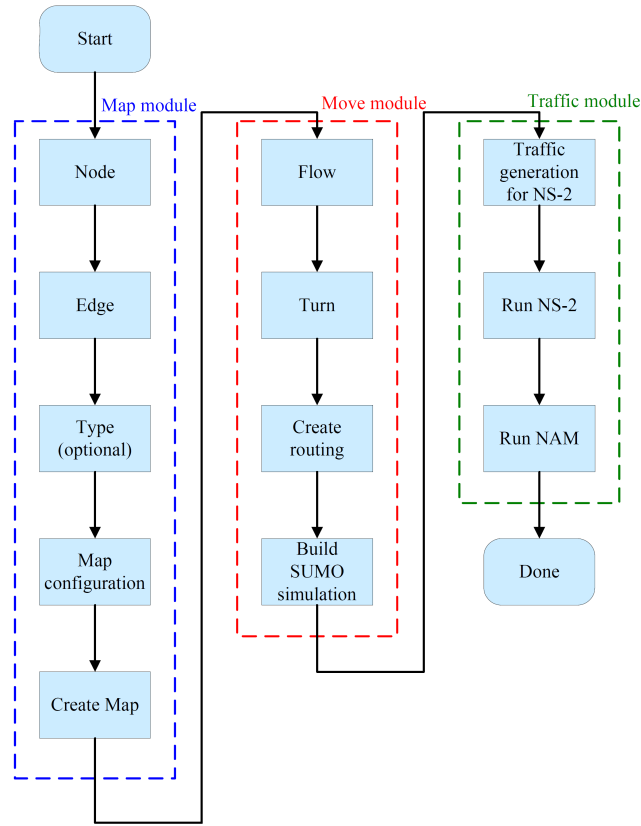 Start
Map module
Node
Edge
Type
(optional)
Map
configuration
Create Map
Move module
Flow
Turn
Create
routing
Build
SUMO
simulation
Traffic module
Traffic
generation
for NS-2
Run NS-2
Run NAM
Done